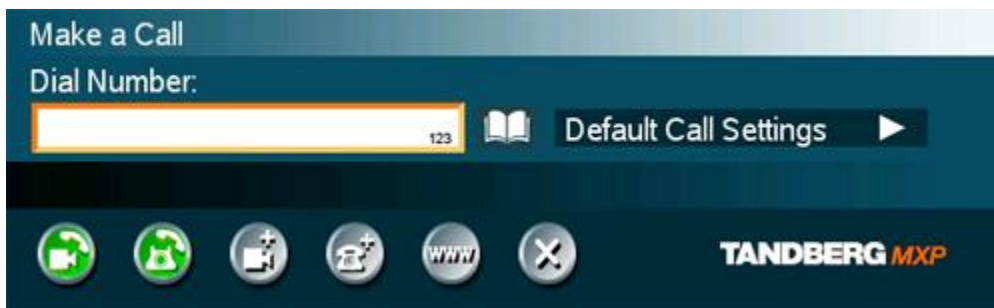 Make a Call
Dial Number:
123
Default Call Settings
www
TANDBERG MXP